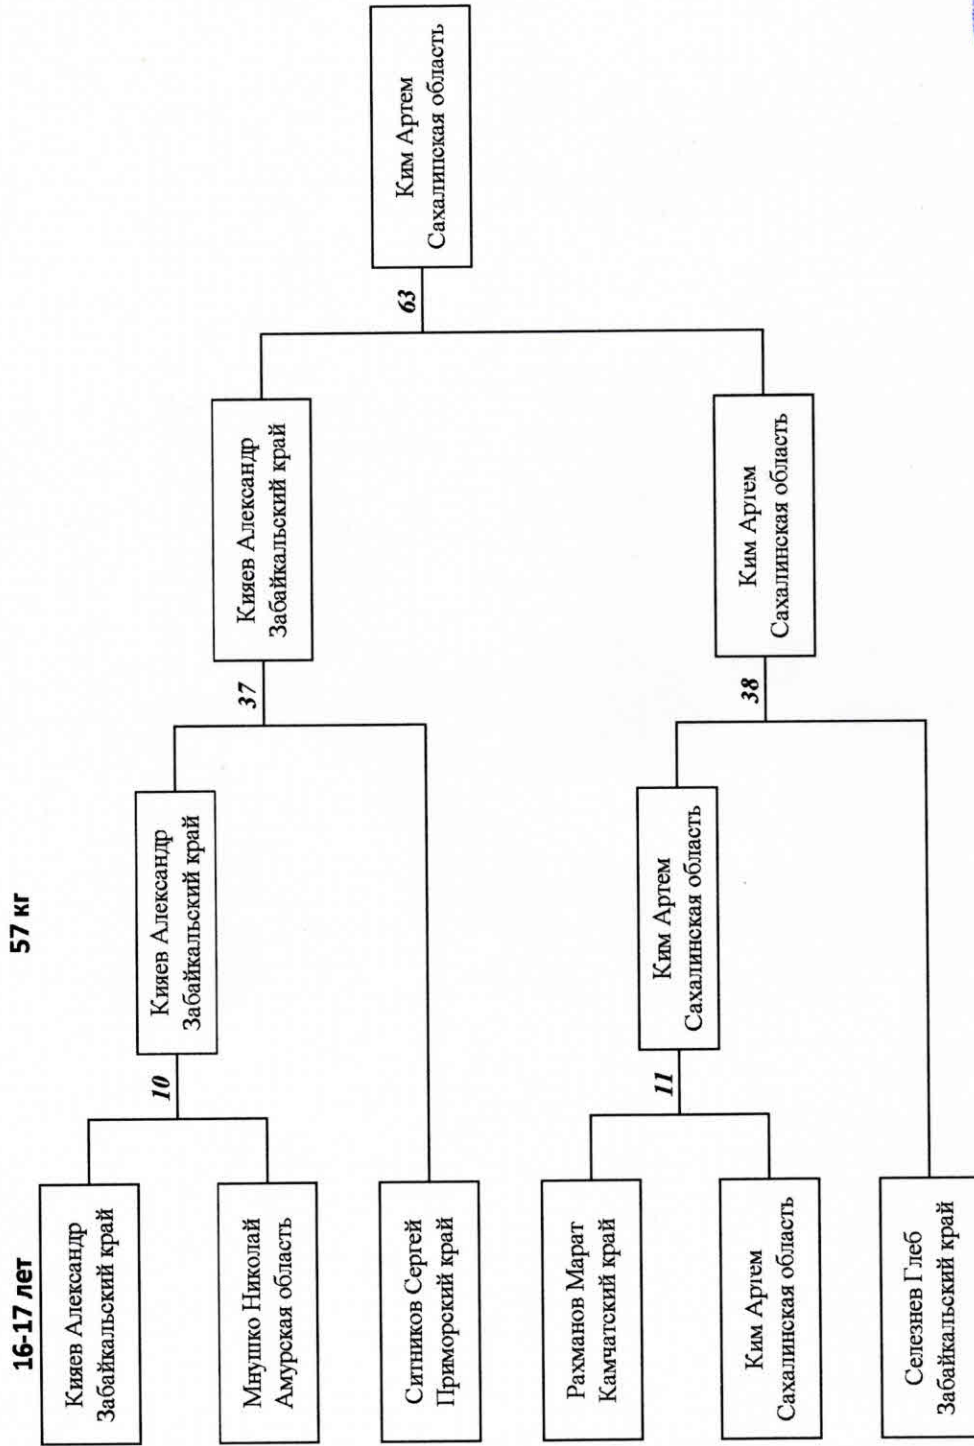 16-17 лет
57 кг
Кияев Александр
Забайкальский край
Мнушко Николай
Амурская область
Ситников Сергей
Приморский край
Рахманов Марат
Камчатский край
Ким Артем
Сахалинская область
Селезнев Глеб
Забайкальский край
10
11
Кияев Александр
Забайкальский край
Ким Артем
Сахалинская область
37
38
Кияев Александр
Забайкальский край
Ким Артем
Сахалинская область
63
Ким Артем
Сахалинская область